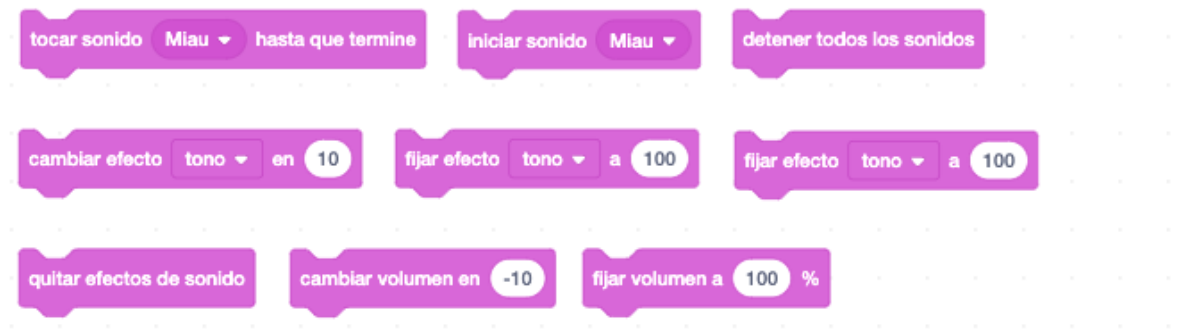 tocar sonido Miau hasta que termine
iniciar sonido Miau
detener todos los sonidos
cambiar efecto tono en 10
fijar efecto tono a 100
fijar efecto tono a 100
quitar efectos de sonido
cambiar volumen en -10
fijar volumen a 100 %